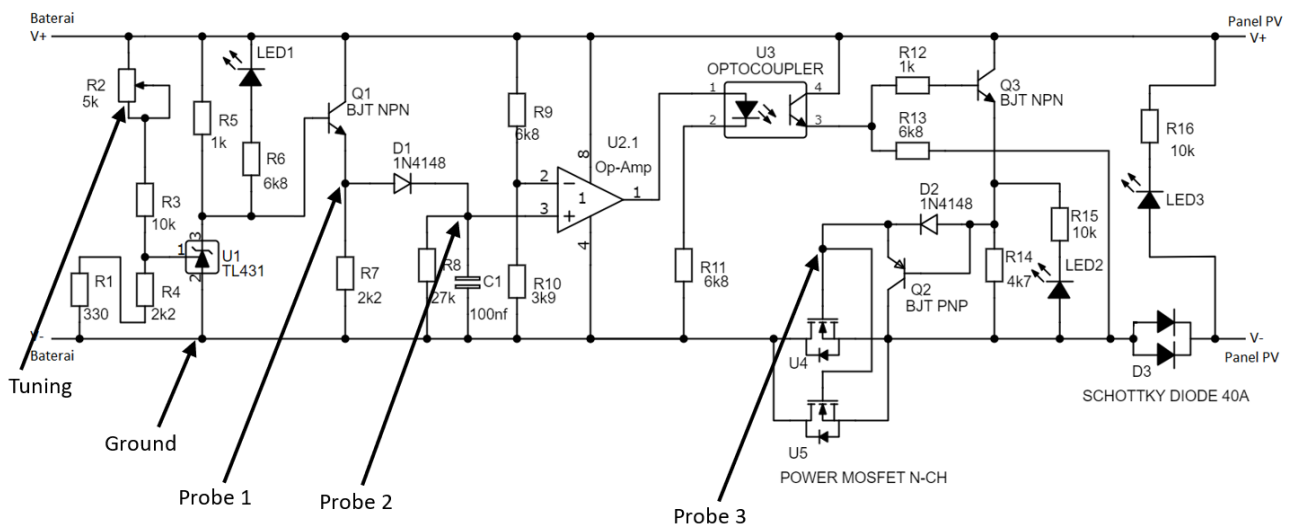 Baterai
V+
Panel PV
V+
R2
5k
R5
1k
LED1
R6
6k8
Q1
BJT NPN
D1
1N4148
R9
6k8
U2.1
Op-Amp
8
2
3
1
1
4
U3
OPTOCOUPLER
1
2
4
3
R12
1k
R13
6k8
Q3
BJT NPN
R16
10k
LED3
R3
10k
1
3
2
U1
TL431
R1
330
R4
2k2
R7
2k2
R8
27k
C1
100nf
R10
3k9
R11
6k8
D2
1N4148
Q2
BJT PNP
R14
4k7
R15
10k
LED2
V-
Baterai
V-
Panel PV
U4
U5
D3
SCHOTTKY DIODE 40A
POWER MOSFET N-CH
Tuning
Ground
Probe 1
Probe 2
Probe 3